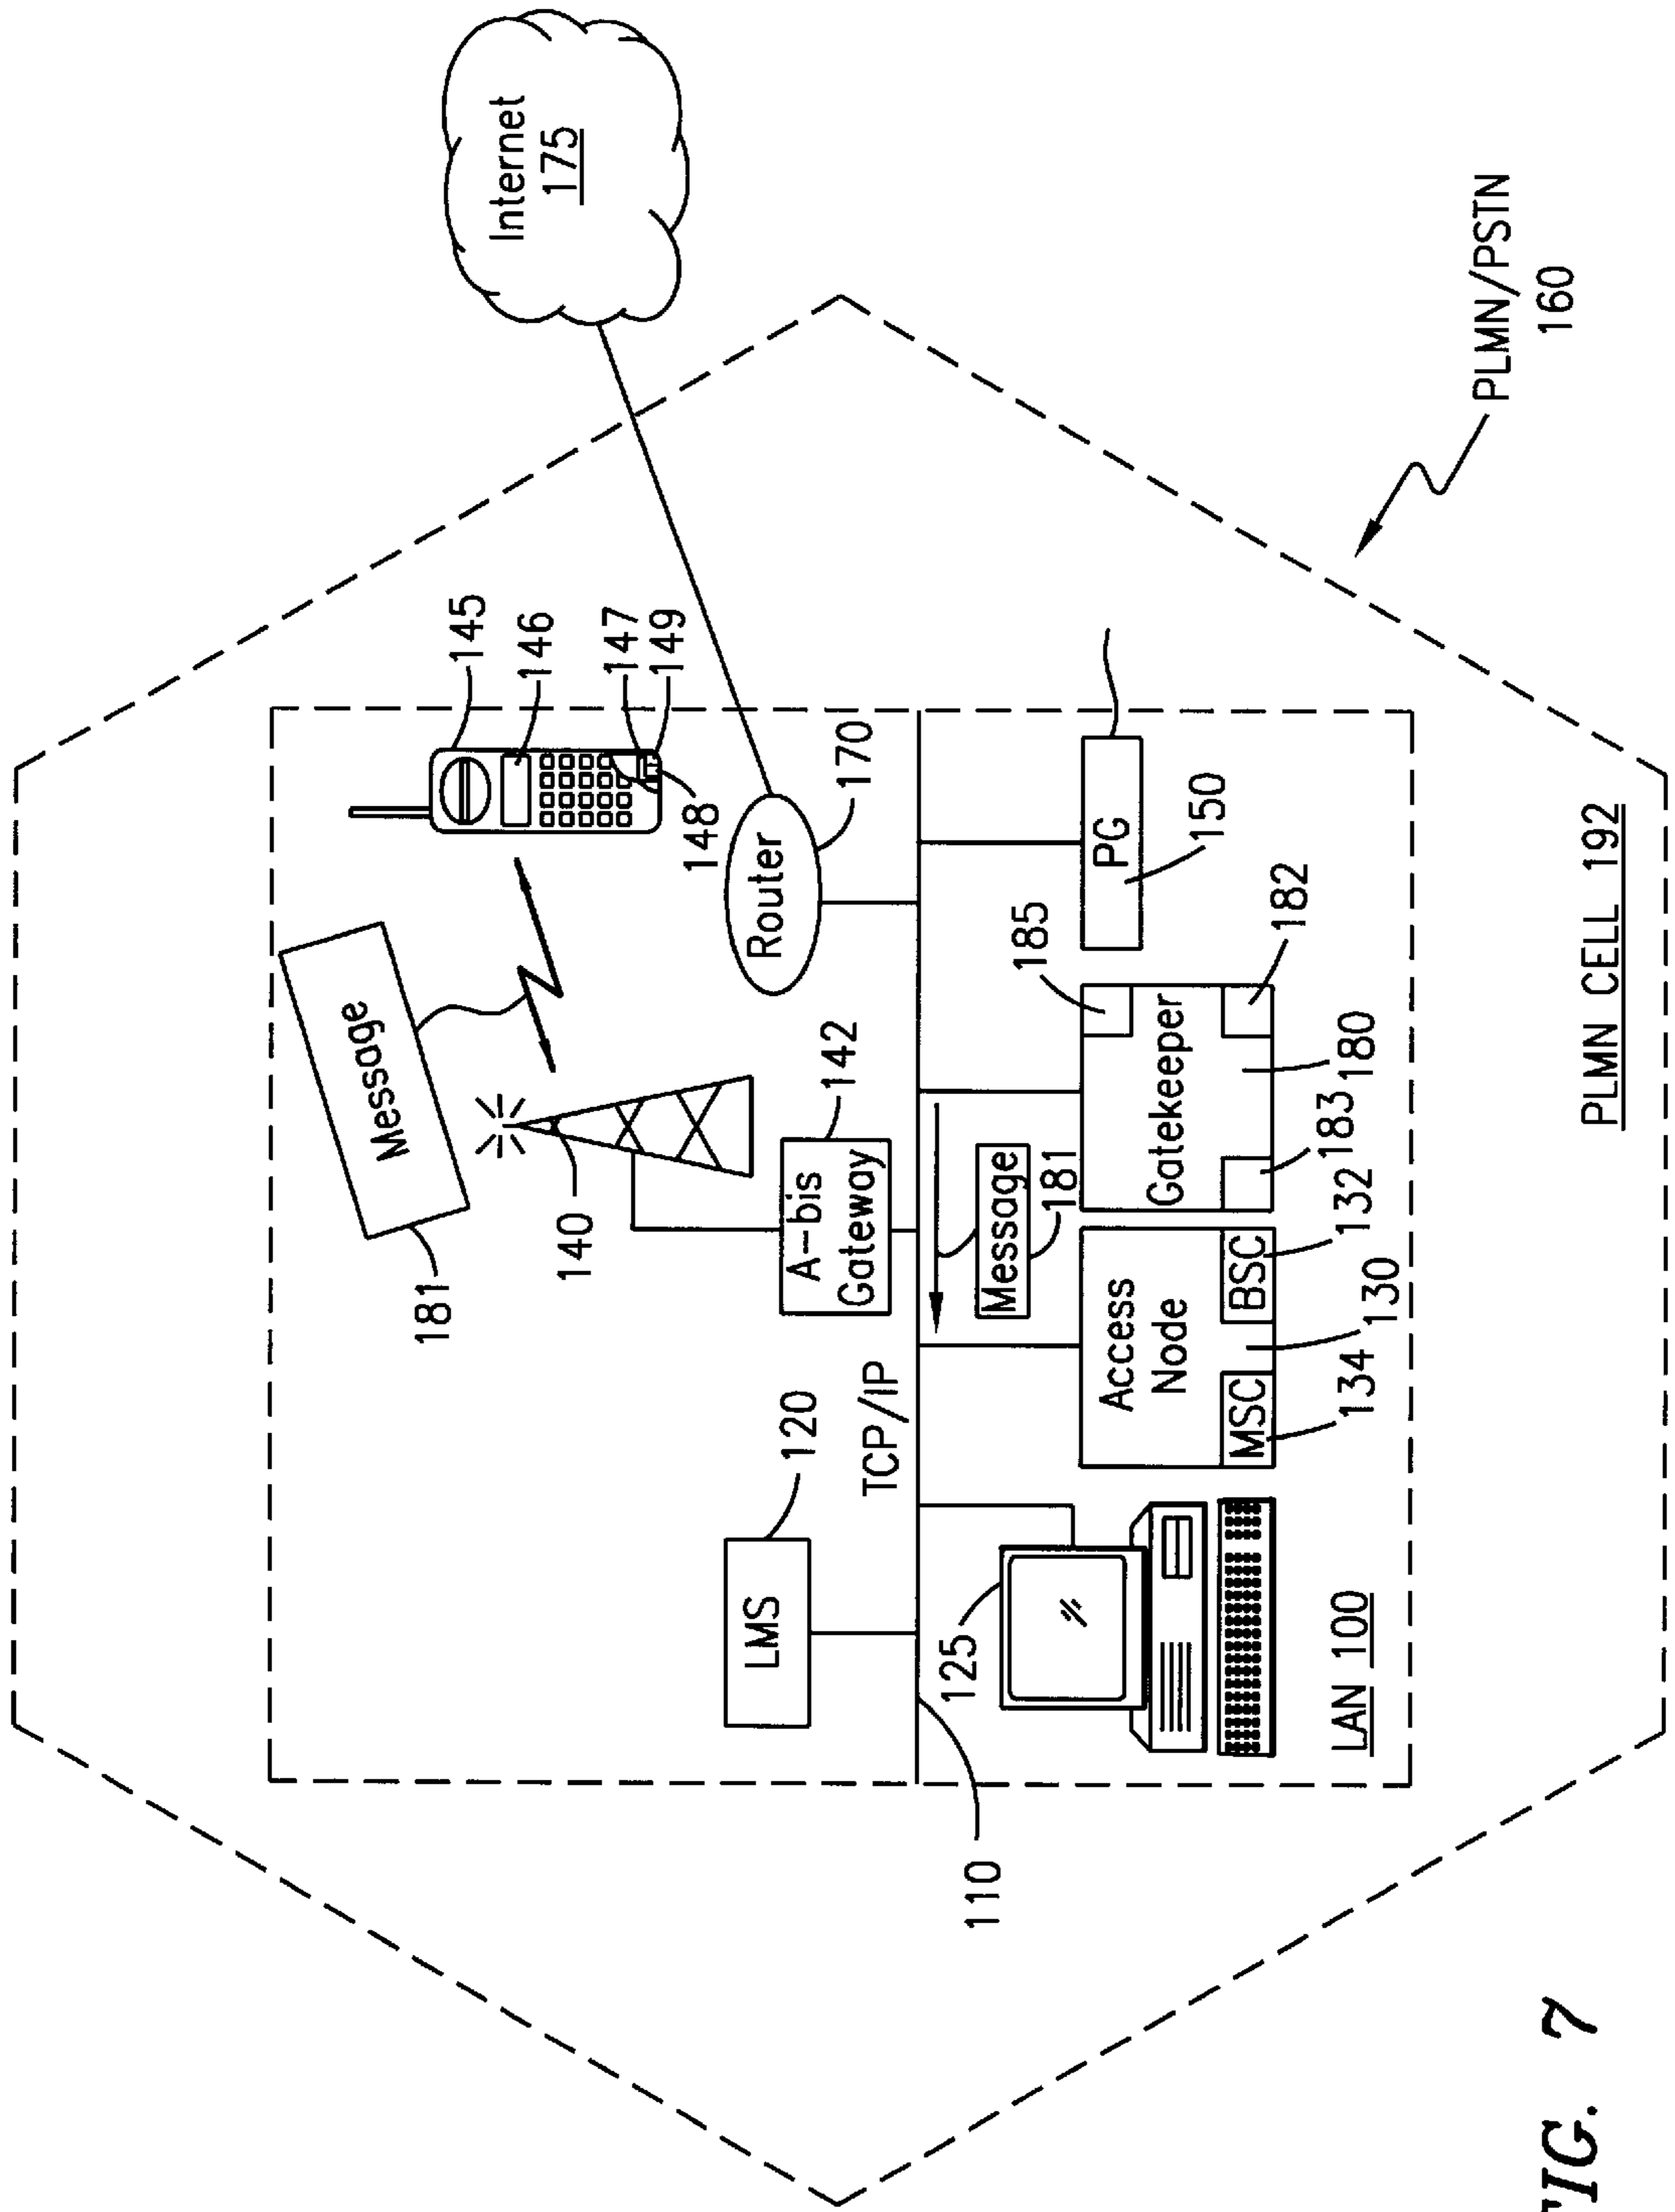 Internet
175
PLMN/PSTN
160
Message
181
145
146
147
149
148
Router
170
140
A-bis
Gateway
142
LMS
120
TCP/IP
110
125
Message
181
Access
Node
MSC
BSC
134
130
132
Gatekeeper
185
183
180
182
PG
150
LAN 100
PLMN CELL 192
FIG. 7